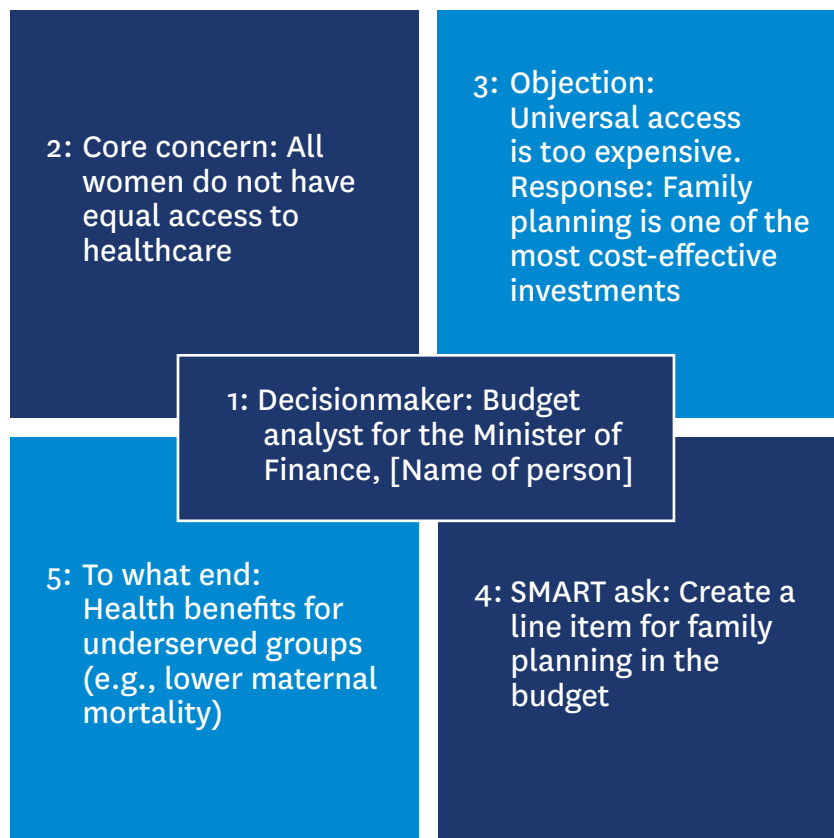 2: Core concern: All
women do not have
equal access to
healthcare
3: Objection:
Universal access
is too expensive.
Response: Family
planning is one of the
most cost-effective
investments
1: Decisionmaker: Budget
analyst for the Minister of
Finance, [Name of person]
5: To what end:
Health benefits for
underserved groups
(e.g., lower maternal
mortality)
4: SMART ask: Create a
line item for family
planning in the
budget